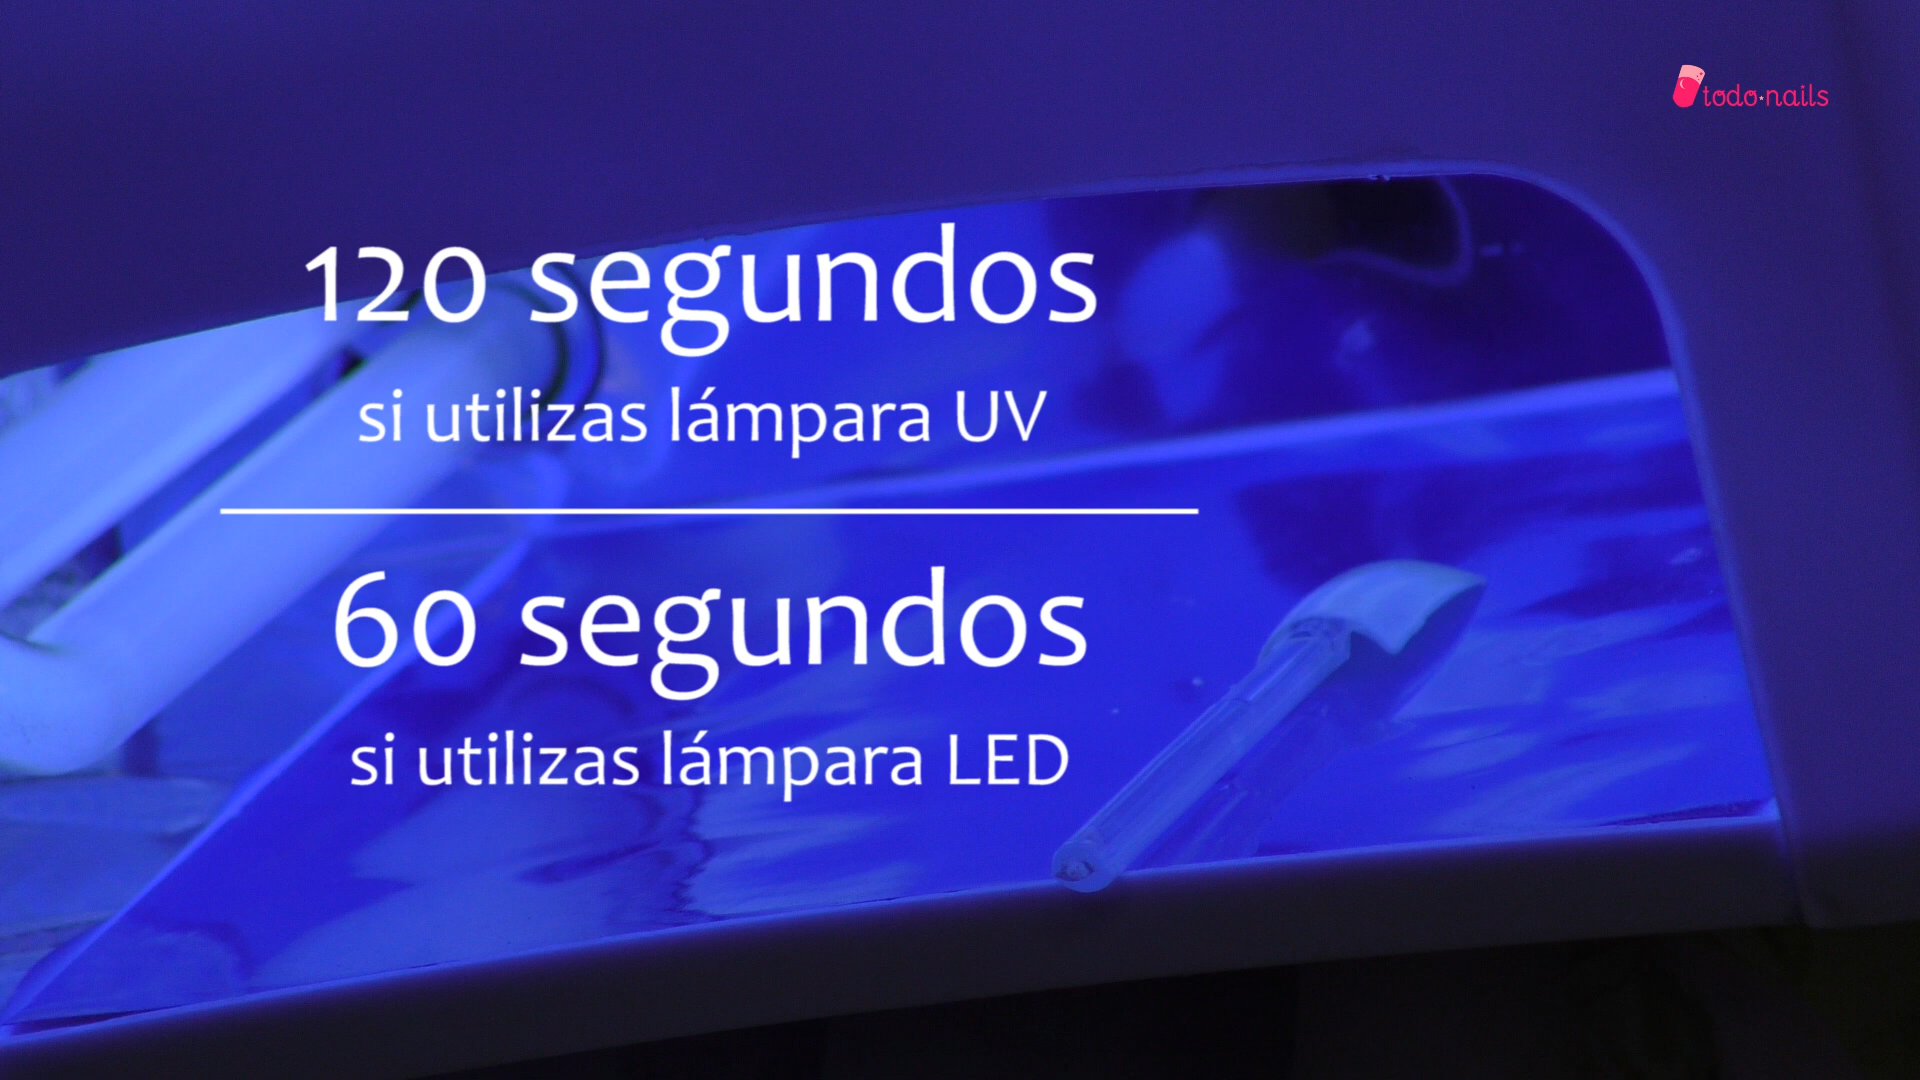 todo·nails
120 segundos
si utilizas lámpara UV
60 segundos
si utilizas lámpara LED